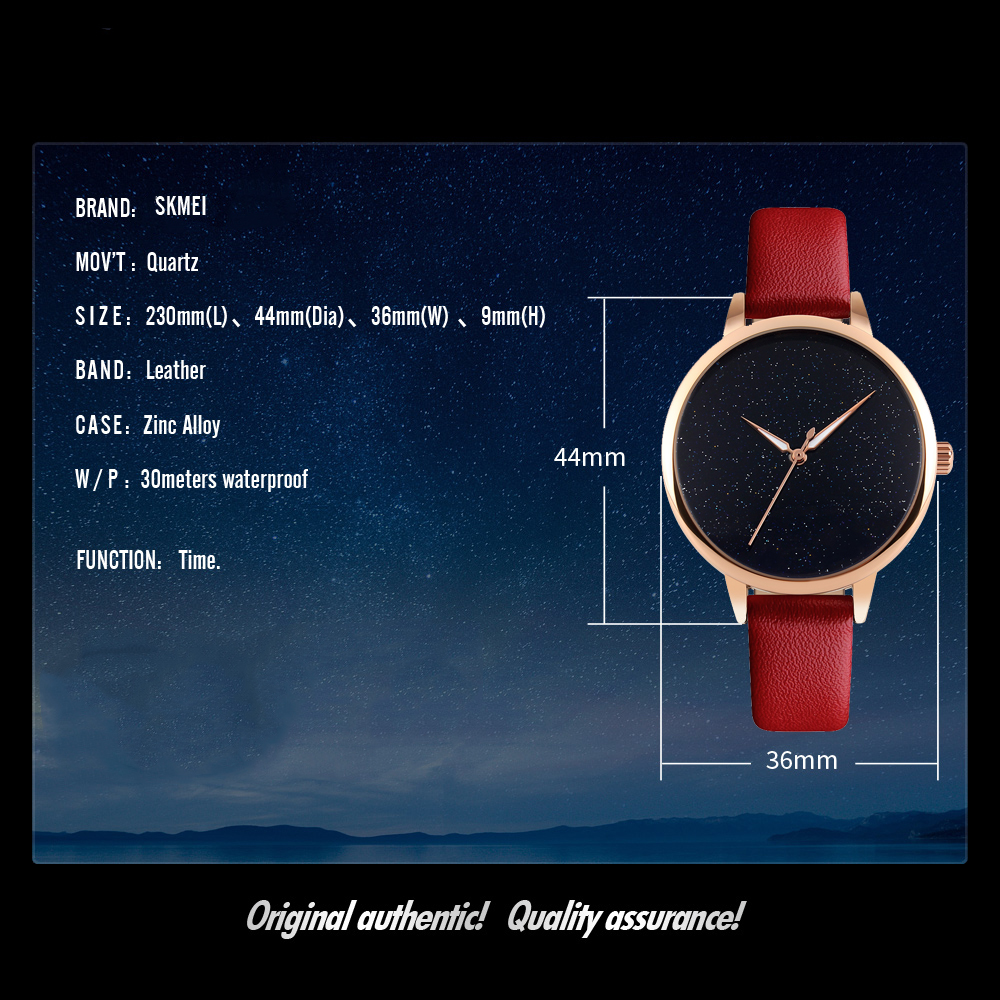 BRAND: SKMEI
MOV'T : Quartz
SIZE: 230mm(L)、44mm(Dia)、36mm(W) 、9mm(H)
BAND: Leather
CASE: Zinc Alloy
W/P : 30meters waterproof
FUNCTION: Time.
44mm
36mm
Original authentic! Quality assurance!